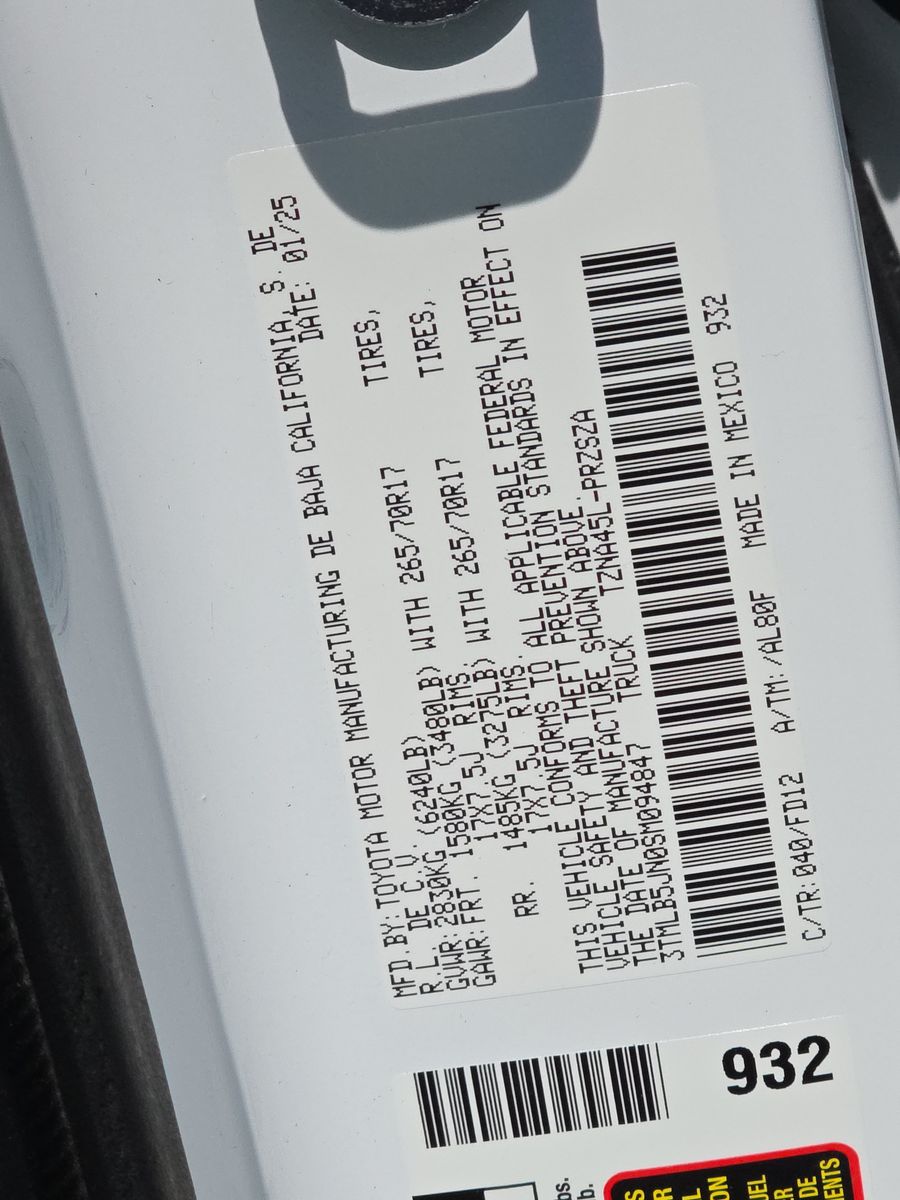 MFD.BY:TOYOTA MOTOR MANUFACTURING DE BAJA CALIFORNIA, S. DE
R.L. DE C.V. DATE: 01/25
GVWR:2830KG (6240LB)
GAWR:FRT. 1580KG (3480LB) WITH 265/70R17 TIRES,
17X7.5J RIMS.
RR. 1485KG (3275LB) WITH 265/70R17 TIRES,
17X7.5J RIMS.
THIS VEHICLE CONFORMS TO ALL APPLICABLE FEDERAL MOTOR
VEHICLE SAFETY AND THEFT PREVENTION STANDARDS IN EFFECT ON
THE DATE OF MANUFACTURE SHOWN ABOVE.
3TMLB5JN0SM094847 TRUCK TZNA45L-PRZSZA
C/TR:040/FD12 A/TM:/AL80F MADE IN MEXICO 932
932